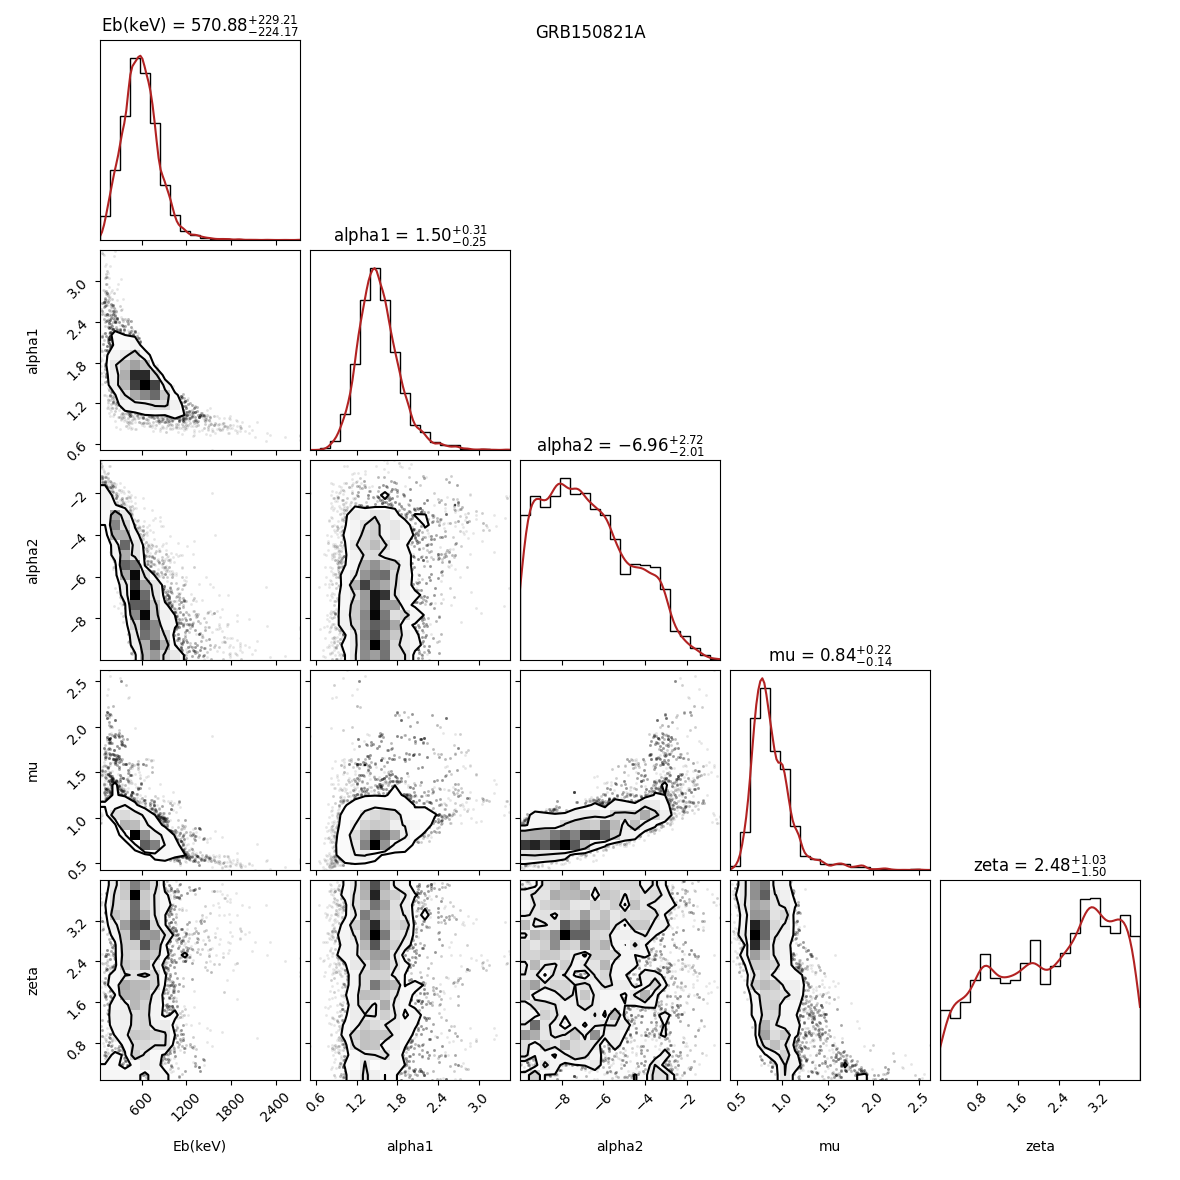 GRB150821A
Eb(keV) = 570.88+229.21 −224.17
alpha1 = 1.50+0.31 −0.25
alpha1
3.0
2.4
1.8
1.2
0.6
alpha2 = −6.96+2.72 −2.01
alpha2
−2
−4
−6
−8
mu = 0.84+0.22 −0.14
mu
2.5
2.0
1.5
1.0
0.5
zeta = 2.48+1.03 −1.50
zeta
3.2
2.4
1.6
0.8
600 1200 1800 2400 0.6 1.2 1.8 2.4 3.0 −8 −6 −4 −2 0.5 1.0 1.5 2.0 2.5 0.8 1.6 2.4 3.2
Eb(keV) alpha1 alpha2 mu zeta